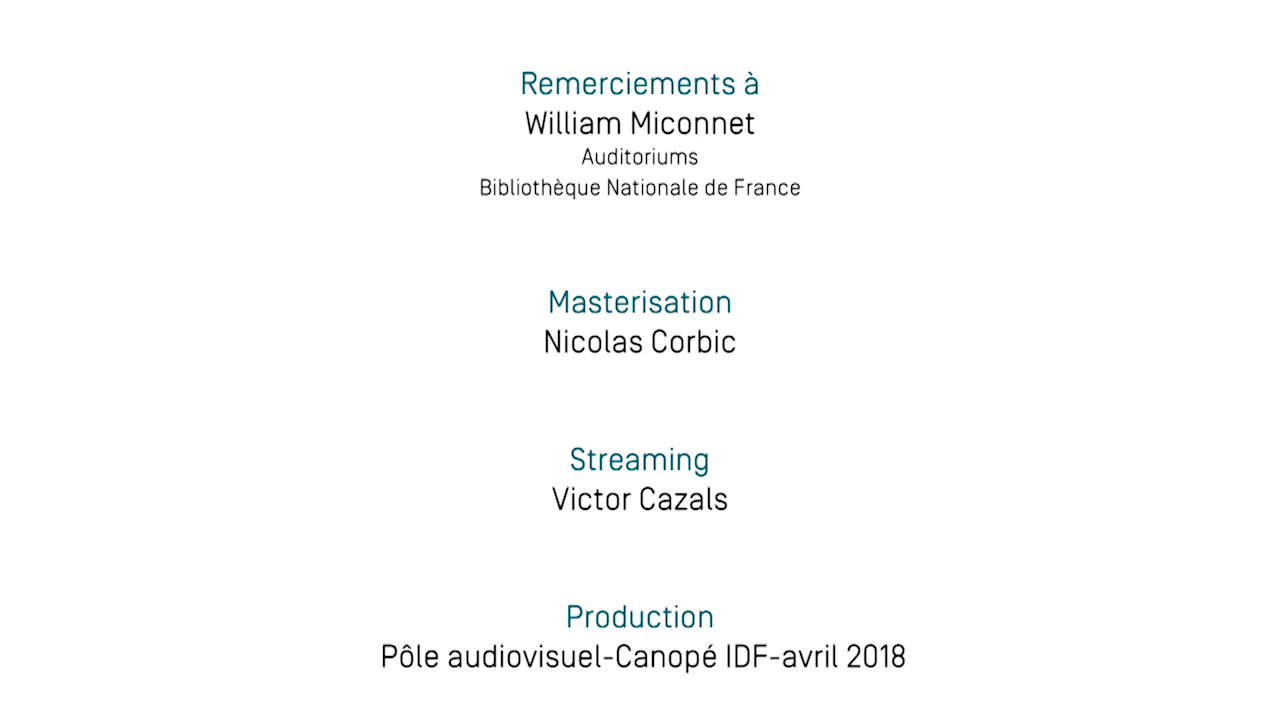 Remerciements à
William Miconnet
Auditoriums
Bibliothèque Nationale de France
Masterisation
Nicolas Corbic
Streaming
Victor Cazals
Production
Pôle audiovisuel-Canopé IDF-avril 2018